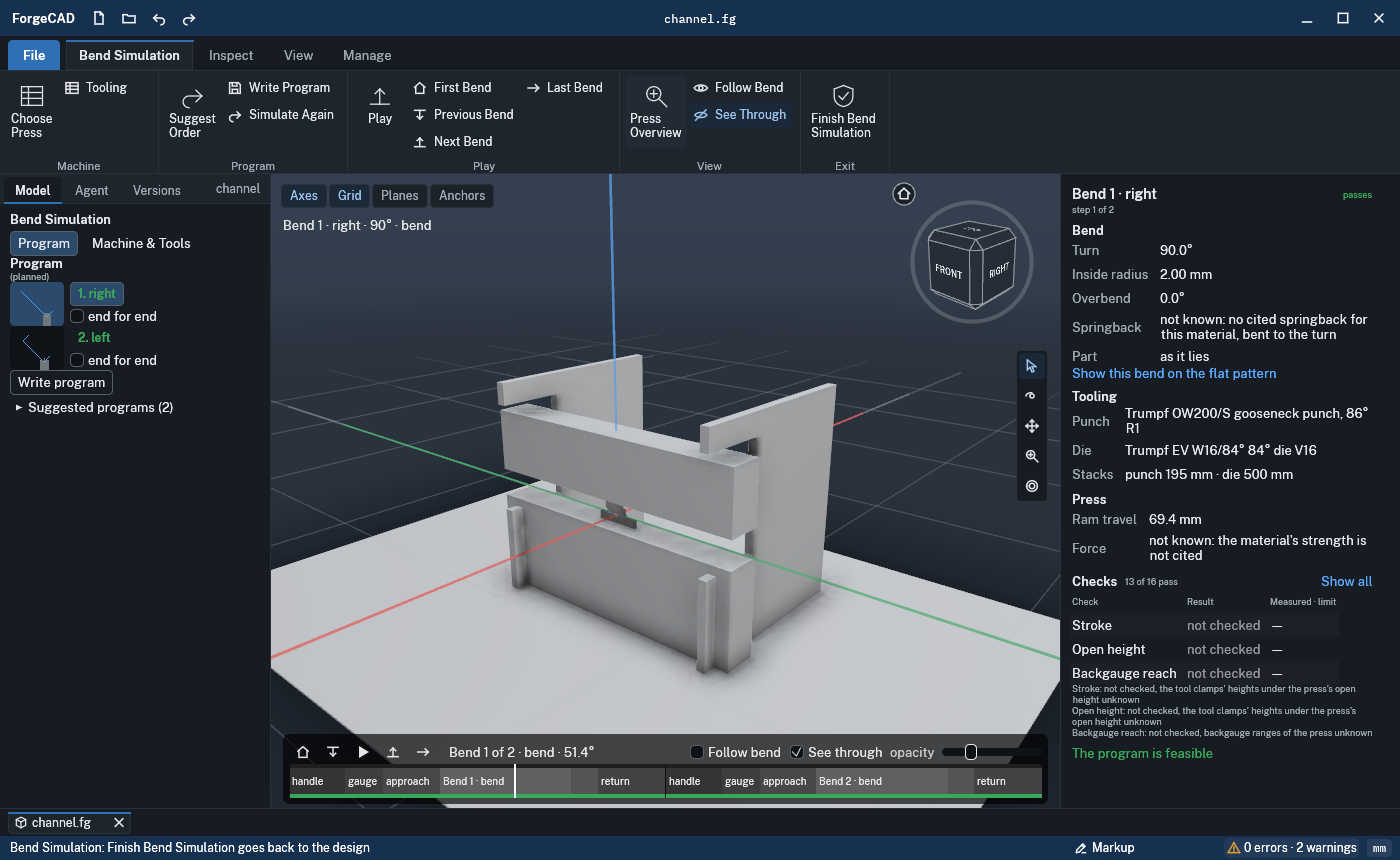 ForgeCAD
channel.fg
File
Bend Simulation
Inspect
View
Manage
Choose Press
Tooling
Machine
Suggest Order
Write Program
Simulate Again
Program
Play
First Bend
Previous Bend
Next Bend
Last Bend
Play
Press Overview
Follow Bend
See Through
View
Finish Bend Simulation
Exit
Model
Agent
Versions
channel
Bend Simulation
Program
Machine & Tools
Program
(planned)
1. right
end for end
2. left
end for end
Write program
Suggested programs (2)
Axes
Grid
Planes
Anchors
Bend 1 · right · 90° · bend
FRONT
RIGHT
Bend 1 of 2 · bend · 51.4°
Follow bend
See through
opacity
handle
gauge
approach
Bend 1 · bend
return
handle
gauge
approach
Bend 2 · bend
return
Bend 1 · right
passes
step 1 of 2
Bend
Turn 90.0°
Inside radius 2.00 mm
Overbend 0.0°
Springback not known: no cited springback for
this material, bent to the turn
Part as it lies
Show this bend on the flat pattern
Tooling
Punch Trumpf OW200/S gooseneck punch, 86°
R1
Die Trumpf EV W16/84° 84° die V16
Stacks punch 195 mm · die 500 mm
Press
Ram travel 69.4 mm
Force not known: the material's strength is
not cited
Checks 13 of 16 pass Show all
Check Result Measured · limit
Stroke not checked —
Open height not checked —
Backgauge reach not checked —
Stroke: not checked, the tool clamps' heights under the press's open
height unknown
Open height: not checked, the tool clamps' heights under the press's
open height unknown
Backgauge reach: not checked, backgauge ranges of the press unknown
The program is feasible
channel.fg
Bend Simulation: Finish Bend Simulation goes back to the design
Markup
0 errors · 2 warnings
mm